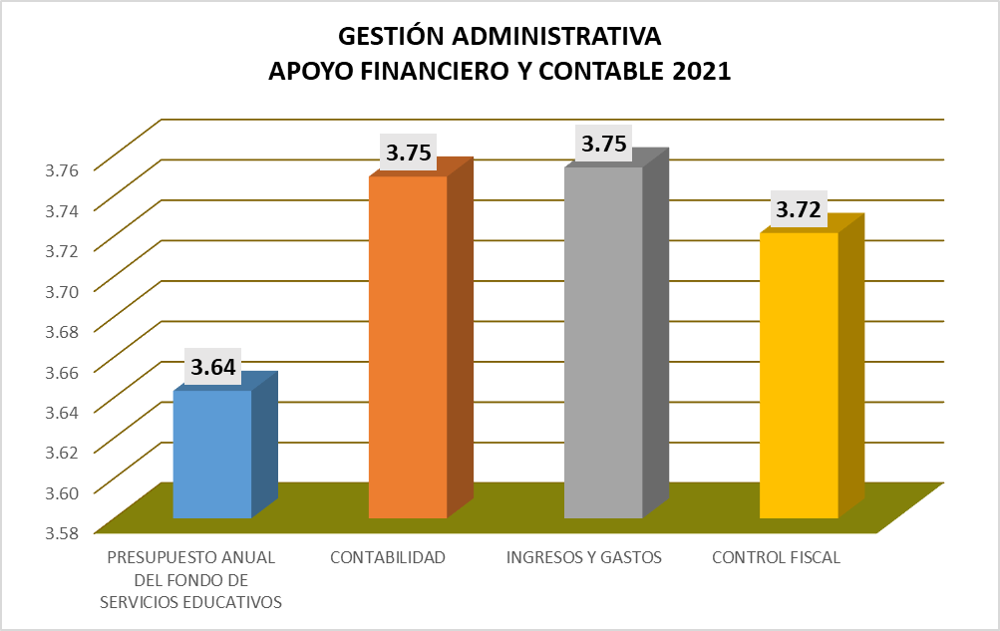 GESTIÓN ADMINISTRATIVA
APOYO FINANCIERO Y CONTABLE 2021
3.76
3.74
3.72
3.70
3.68
3.66
3.64
3.62
3.60
3.58
3.64
3.75
3.75
3.72
PRESUPUESTO ANUAL
DEL FONDO DE
SERVICIOS EDUCATIVOS
CONTABILIDAD
INGRESOS Y GASTOS
CONTROL FISCAL